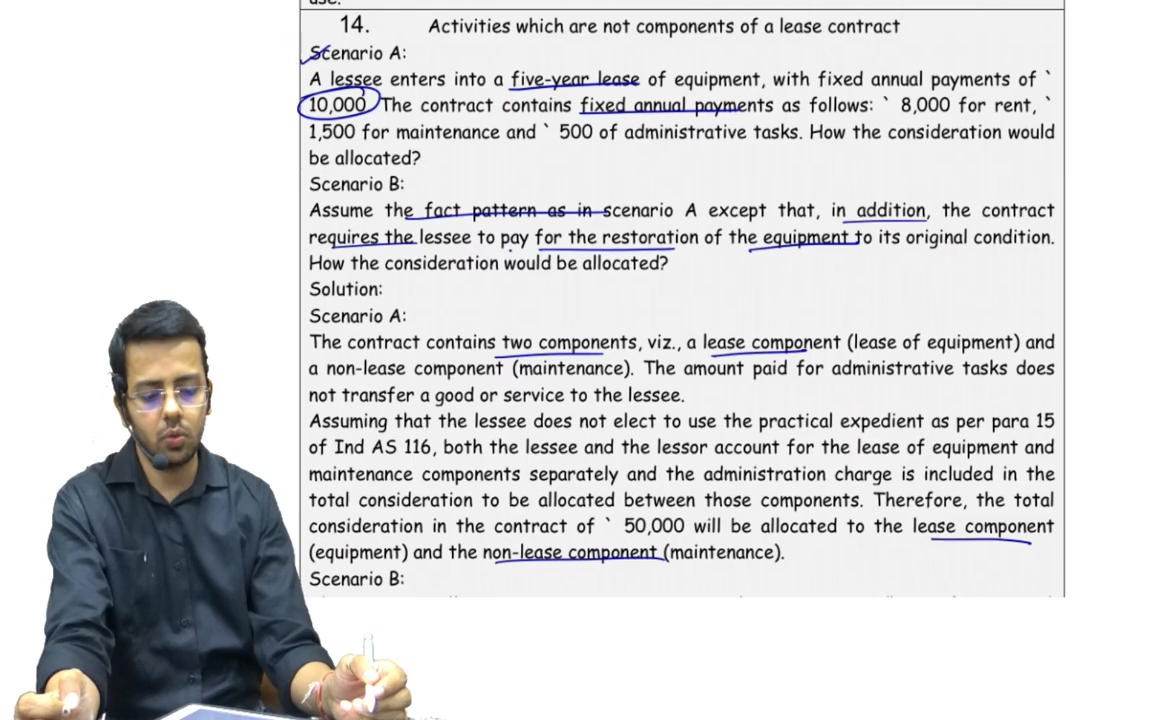 use.
14. Activities which are not components of a lease contract
Scenario A:
A lessee enters into a five-year lease of equipment, with fixed annual payments of `
10,000 The contract contains fixed annual payments as follows: ` 8,000 for rent, `
1,500 for maintenance and ` 500 of administrative tasks. How the consideration would
be allocated?
Scenario B:
Assume the fact pattern as in scenario A except that, in addition, the contract
requires the lessee to pay for the restoration of the equipment to its original condition.
How the consideration would be allocated?
Solution:
Scenario A:
The contract contains two components, viz., a lease component (lease of equipment) and
a non-lease component (maintenance). The amount paid for administrative tasks does
not transfer a good or service to the lessee.
Assuming that the lessee does not elect to use the practical expedient as per para 15
of Ind AS 116, both the lessee and the lessor account for the lease of equipment and
maintenance components separately and the administration charge is included in the
total consideration to be allocated between those components. Therefore, the total
consideration in the contract of ` 50,000 will be allocated to the lease component
(equipment) and the non-lease component (maintenance).
Scenario B: